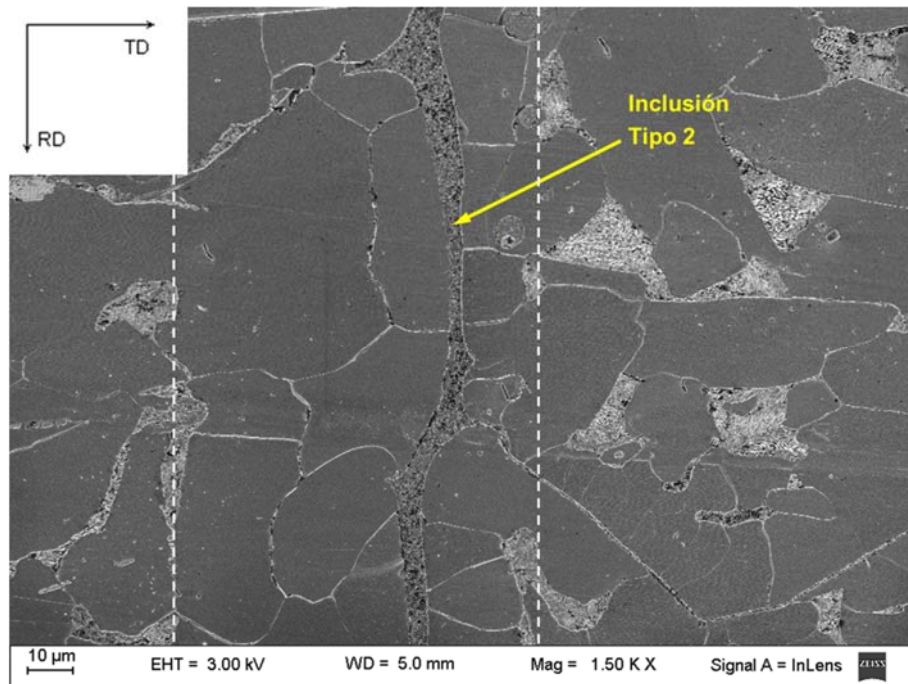 TD
RD
Inclusión
Tipo 2
10 µm
EHT = 3.00 kV WD = 5.0 mm Mag = 1.50 K X Signal A = InLens ZEISS